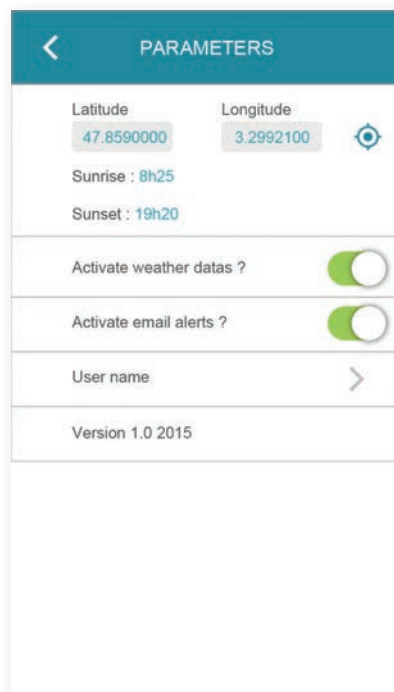 PARAMETERS
Latitude Longitude
47.8590000 3.2992100
Sunrise : 8h25
Sunset : 19h20
Activate weather datas ?
Activate email alerts ?
User name
Version 1.0 2015